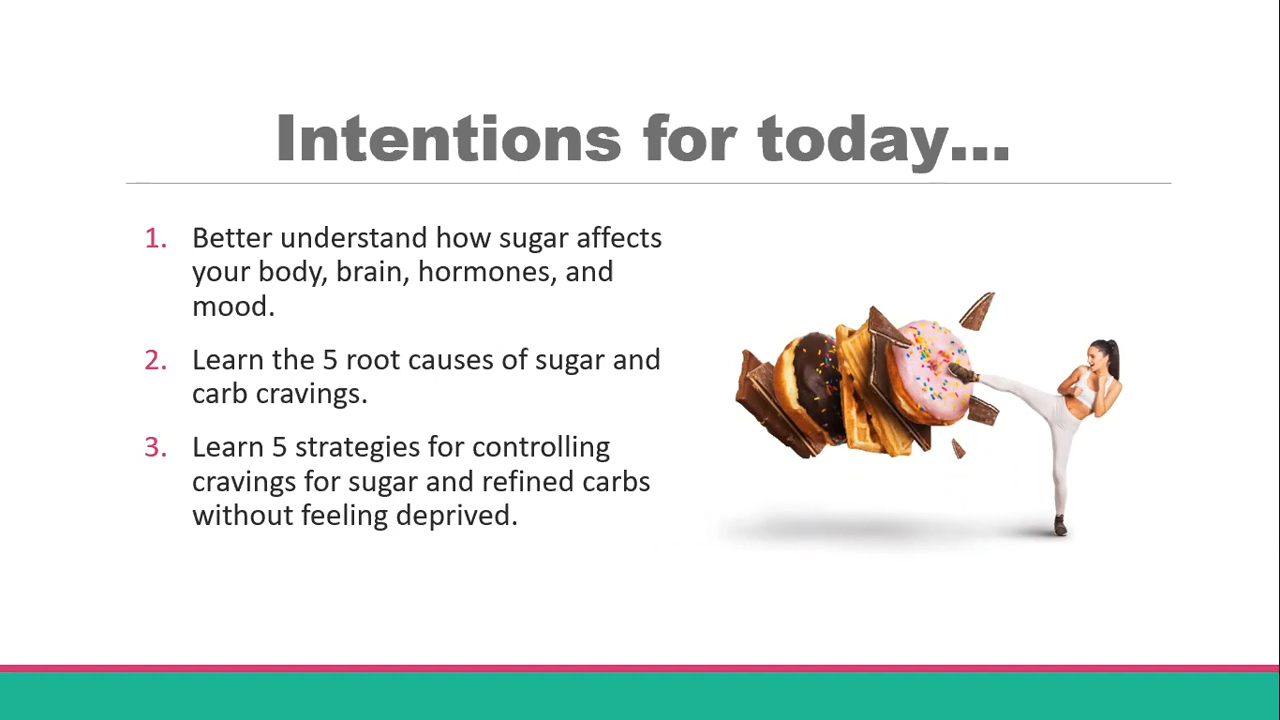 Intentions for today...
1. Better understand how sugar affects
your body, brain, hormones, and
mood.
2. Learn the 5 root causes of sugar and
carb cravings.
3. Learn 5 strategies for controlling
cravings for sugar and refined carbs
without feeling deprived.